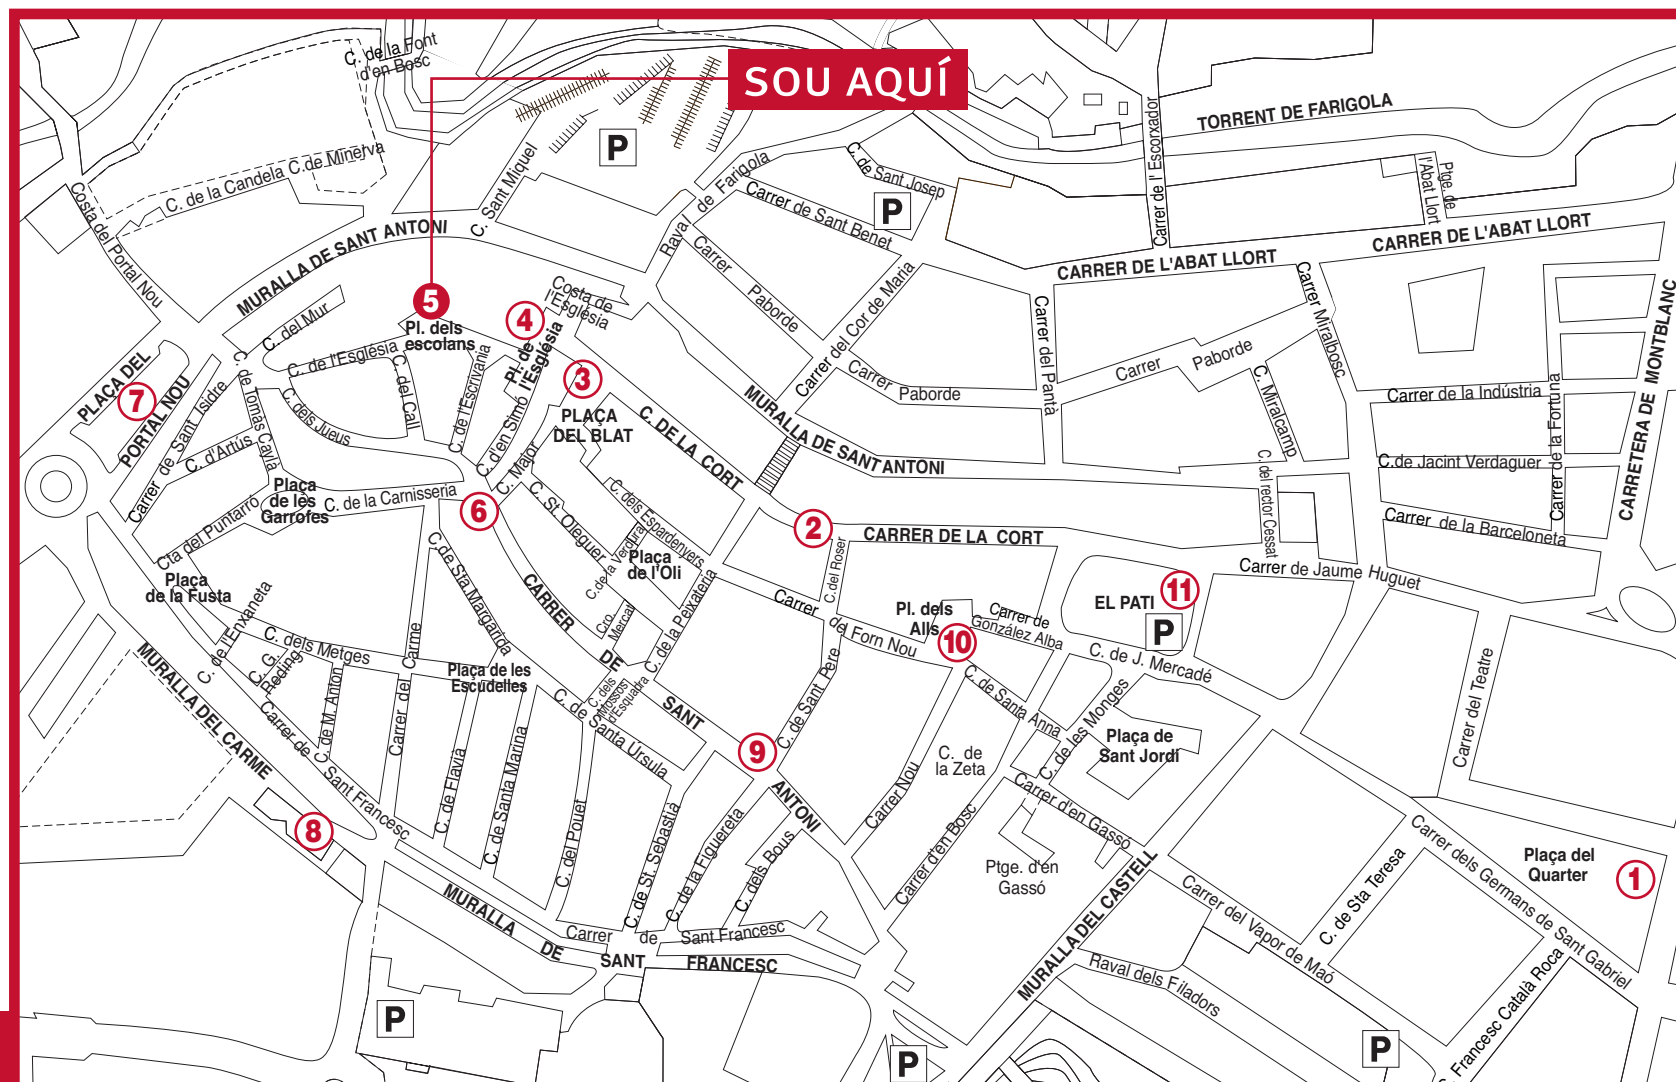 C. de la Font
d'en Bosc
SOU AQUÍ
TORRENT DE FARIGOLA
P
C. de Minerva
C. de la Candela
Costa del Portal Nou
C. Sant Miquel
Raval de Farigola
C. de Sant Josep
P
Carrer de Sant Benet
Carrer de l' Escorxador
Ptge. de
l'Abat Llort
CARRER DE L'ABAT LLORT
CARRER DE L'ABAT LLORT
MURALLA DE SANT ANTONI
Carrer Paborde
Carrer del Cor de Maria
Carrer del Pantà
Carrer Miralbosc
CARRETERA DE MONTBLANC
5
Pl. dels
escolans
4
Costa de
l'Església
Pl. de
l'Església
C. del Mur
C. de l'Església
C. de l'Escrivania
C. del Call
C. d'en Simó
3
PLAÇA
DEL BLAT
C. DE LA CORT
MURALLA DE SANT ANTONI
Carrer Paborde
Carrer Paborde
C. Miralcamp
Carrer de la Indústria
Carrer de la Fortuna
C.de Jacint Verdaguer
Carrer de la Barceloneta
C. del rector Cessat
PLAÇA DEL
PORTAL NOU
7
Carrer de Sant Isidre
C. de Tomàs Caylà
C. dels Jueus
C. d'Artús
Plaça
de les
Garrofes
C. de la Carnisseria
6
C. Major
C. St. Oleguer
C. dels Espardenyers
C. de la Verdura
Plaça
de l'Oli
Cró. Mercat
C. de la Peixateria
2
CARRER DE LA CORT
C. del Roser
Carrer de Jaume Huguet
EL PATI
11
P
Cta del Puntarró
Plaça
de la Fusta
C. de l'Enxaneta
C. dels Metges
C. G.
Reding
C. de M. Anton
Carrer del Carme
C.de Sta Margarida
Plaça de les
Escudelles
CARRER DE SANT ANTONI
C. dels
Mossos
d'Esquadra
C. de Santa Ursula
Carrer del Forn Nou
Pl. dels
Alls
10
Carrer de
González Alba
C. de J. Mercadé
C. de Sant Pere
9
C. de Santa Anna
C. de les Monges
Plaça de
Sant Jordi
C. de
la Zeta
Carrer Nou
Carrer d'en Bosc
Carrer d'en Gassó
Ptge. d'en
Gassó
Carrer del Teatre
MURALLA DEL CARME
8
Carrer de Sant Francesc
C. de Flavià
C. de Santa Marina
C. del Pouet
C. de St. Sebastià
C. de la Figuereta
C. dels Bous
MURALLA DE SANT FRANCESC
Carrer de Sant Francesc
MURALLA DEL CASTELL
Carrer del Vapor de Maó
Raval dels Filadors
C. de Sta Teresa
Carrer dels Germans de Sant Gabriel
Plaça del
Quarter
1
C. Francesc Català Roca
P
P
P